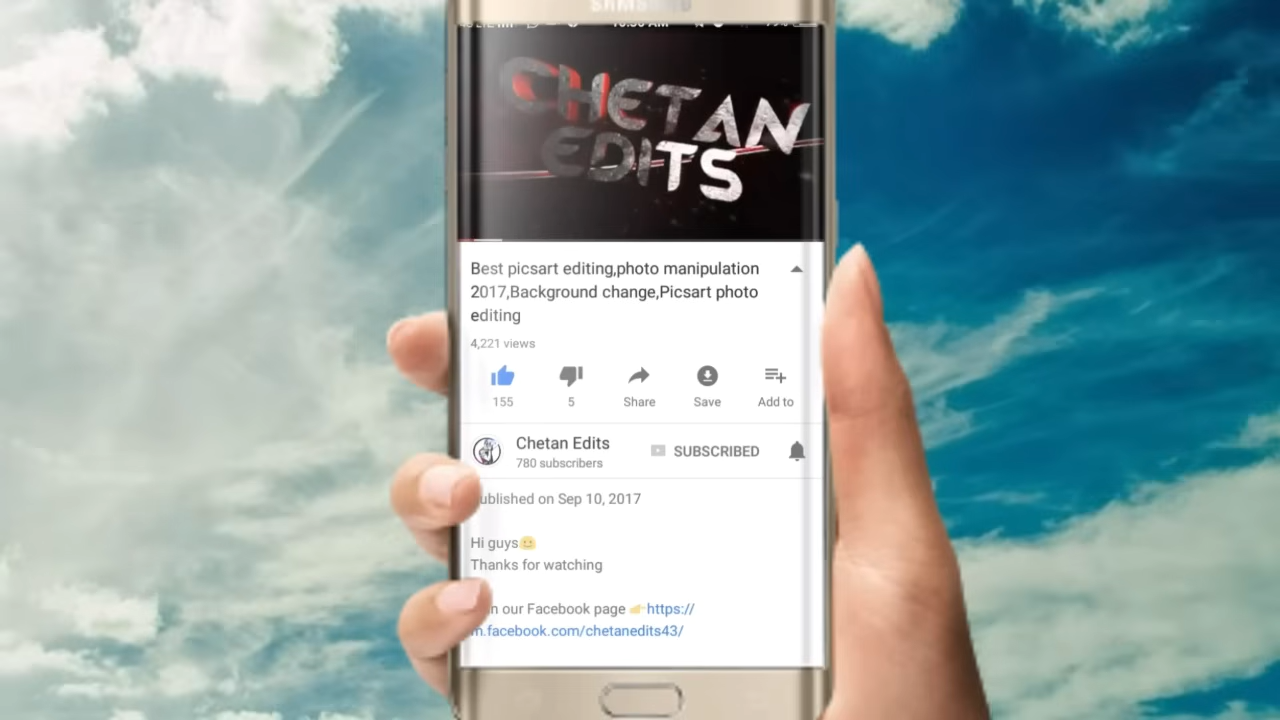 SAMSUNG
CHETAN
EDITS
Best picsart editing,photo manipulation
2017,Background change,Picsart photo
editing
4,221 views
155
5
Share
Save
Add to
Chetan Edits
780 subscribers
SUBSCRIBED
ublished on Sep 10, 2017
Hi guys🙂
Thanks for watching
n our Facebook page 👉https://
m.facebook.com/chetanedits43/